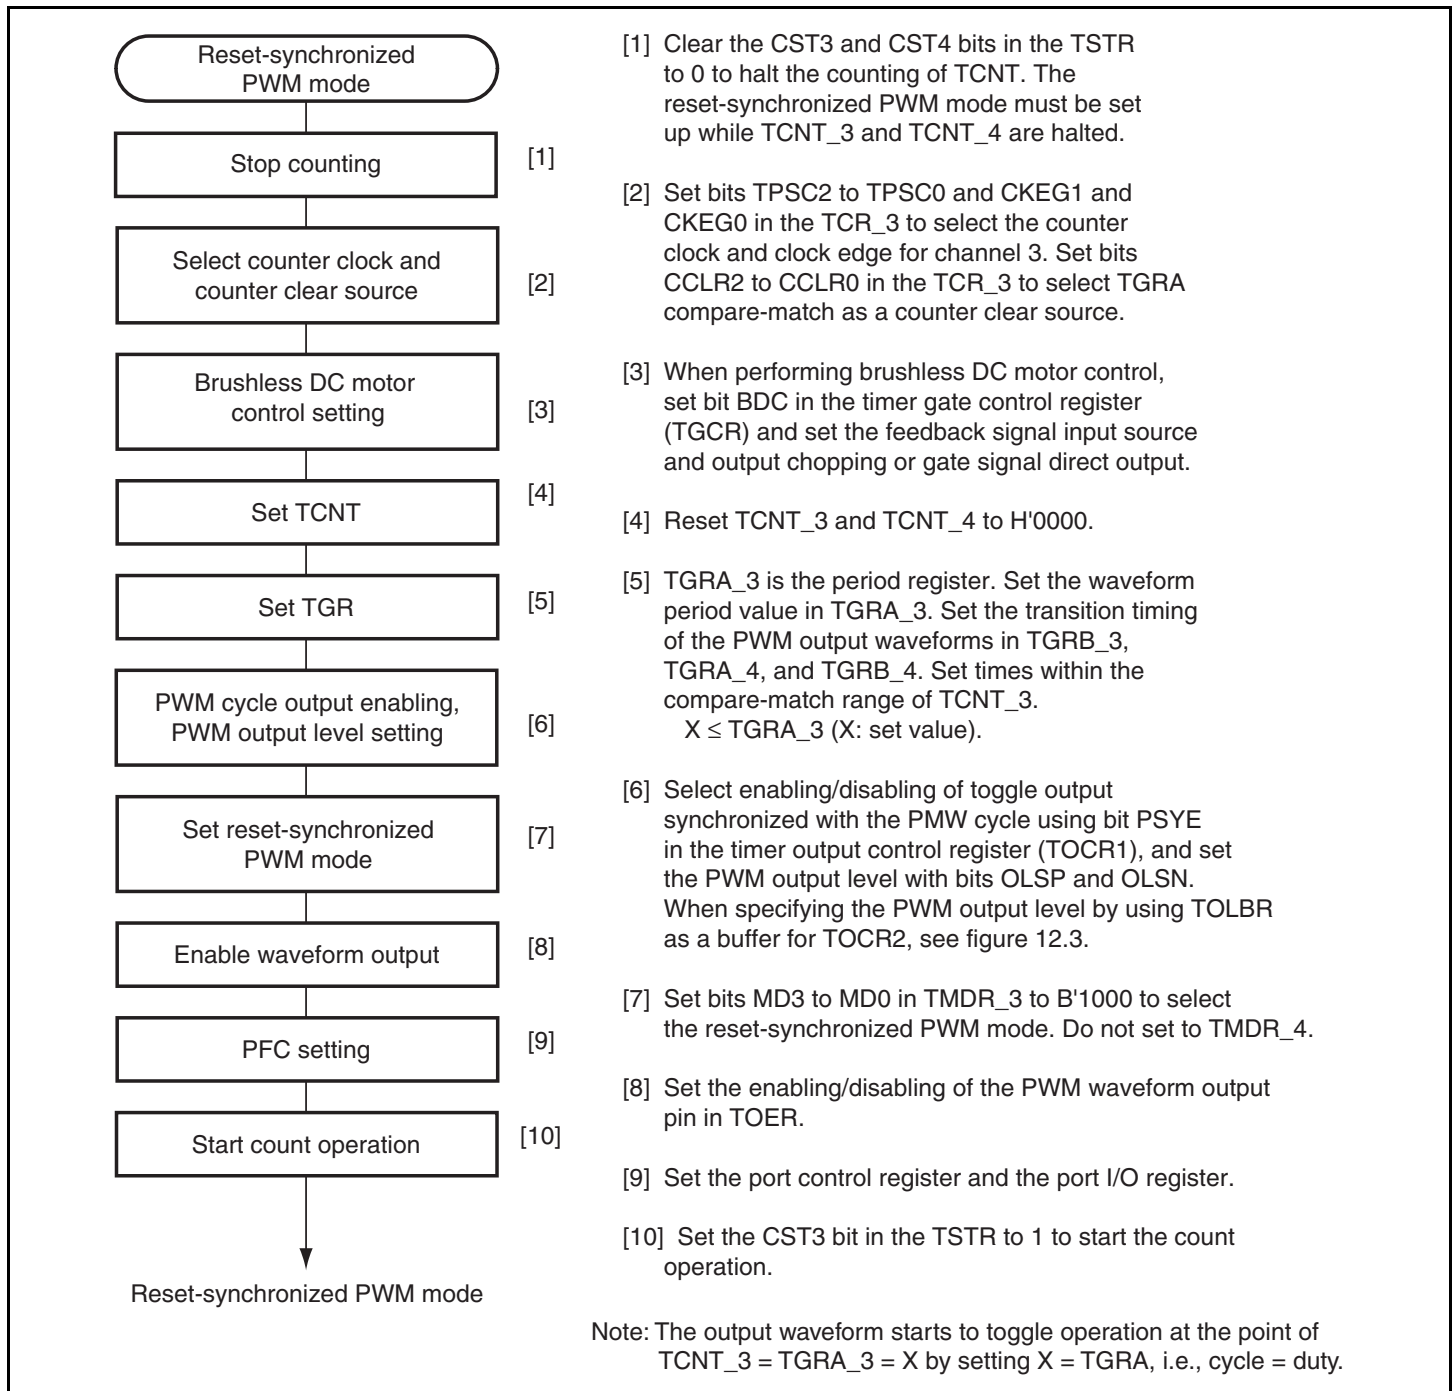 Reset-synchronized
PWM mode
Stop counting
[1]
Select counter clock and
counter clear source
[2]
Brushless DC motor
control setting
[3]
Set TCNT
[4]
Set TGR
[5]
PWM cycle output enabling,
PWM output level setting
[6]
Set reset-synchronized
PWM mode
[7]
Enable waveform output
[8]
PFC setting
[9]
Start count operation
[10]
Reset-synchronized PWM mode
[1] Clear the CST3 and CST4 bits in the TSTR
to 0 to halt the counting of TCNT. The
reset-synchronized PWM mode must be set
up while TCNT_3 and TCNT_4 are halted.
[2] Set bits TPSC2 to TPSC0 and CKEG1 and
CKEG0 in the TCR_3 to select the counter
clock and clock edge for channel 3. Set bits
CCLR2 to CCLR0 in the TCR_3 to select TGRA
compare-match as a counter clear source.
[3] When performing brushless DC motor control,
set bit BDC in the timer gate control register
(TGCR) and set the feedback signal input source
and output chopping or gate signal direct output.
[4] Reset TCNT_3 and TCNT_4 to H'0000.
[5] TGRA_3 is the period register. Set the waveform
period value in TGRA_3. Set the transition timing
of the PWM output waveforms in TGRB_3,
TGRA_4, and TGRB_4. Set times within the
compare-match range of TCNT_3.
X ≤ TGRA_3 (X: set value).
[6] Select enabling/disabling of toggle output
synchronized with the PMW cycle using bit PSYE
in the timer output control register (TOCR1), and set
the PWM output level with bits OLSP and OLSN.
When specifying the PWM output level by using TOLBR
as a buffer for TOCR2, see figure 12.3.
[7] Set bits MD3 to MD0 in TMDR_3 to B'1000 to select
the reset-synchronized PWM mode. Do not set to TMDR_4.
[8] Set the enabling/disabling of the PWM waveform output
pin in TOER.
[9] Set the port control register and the port I/O register.
[10] Set the CST3 bit in the TSTR to 1 to start the count
operation.
Note: The output waveform starts to toggle operation at the point of
TCNT_3 = TGRA_3 = X by setting X = TGRA, i.e., cycle = duty.